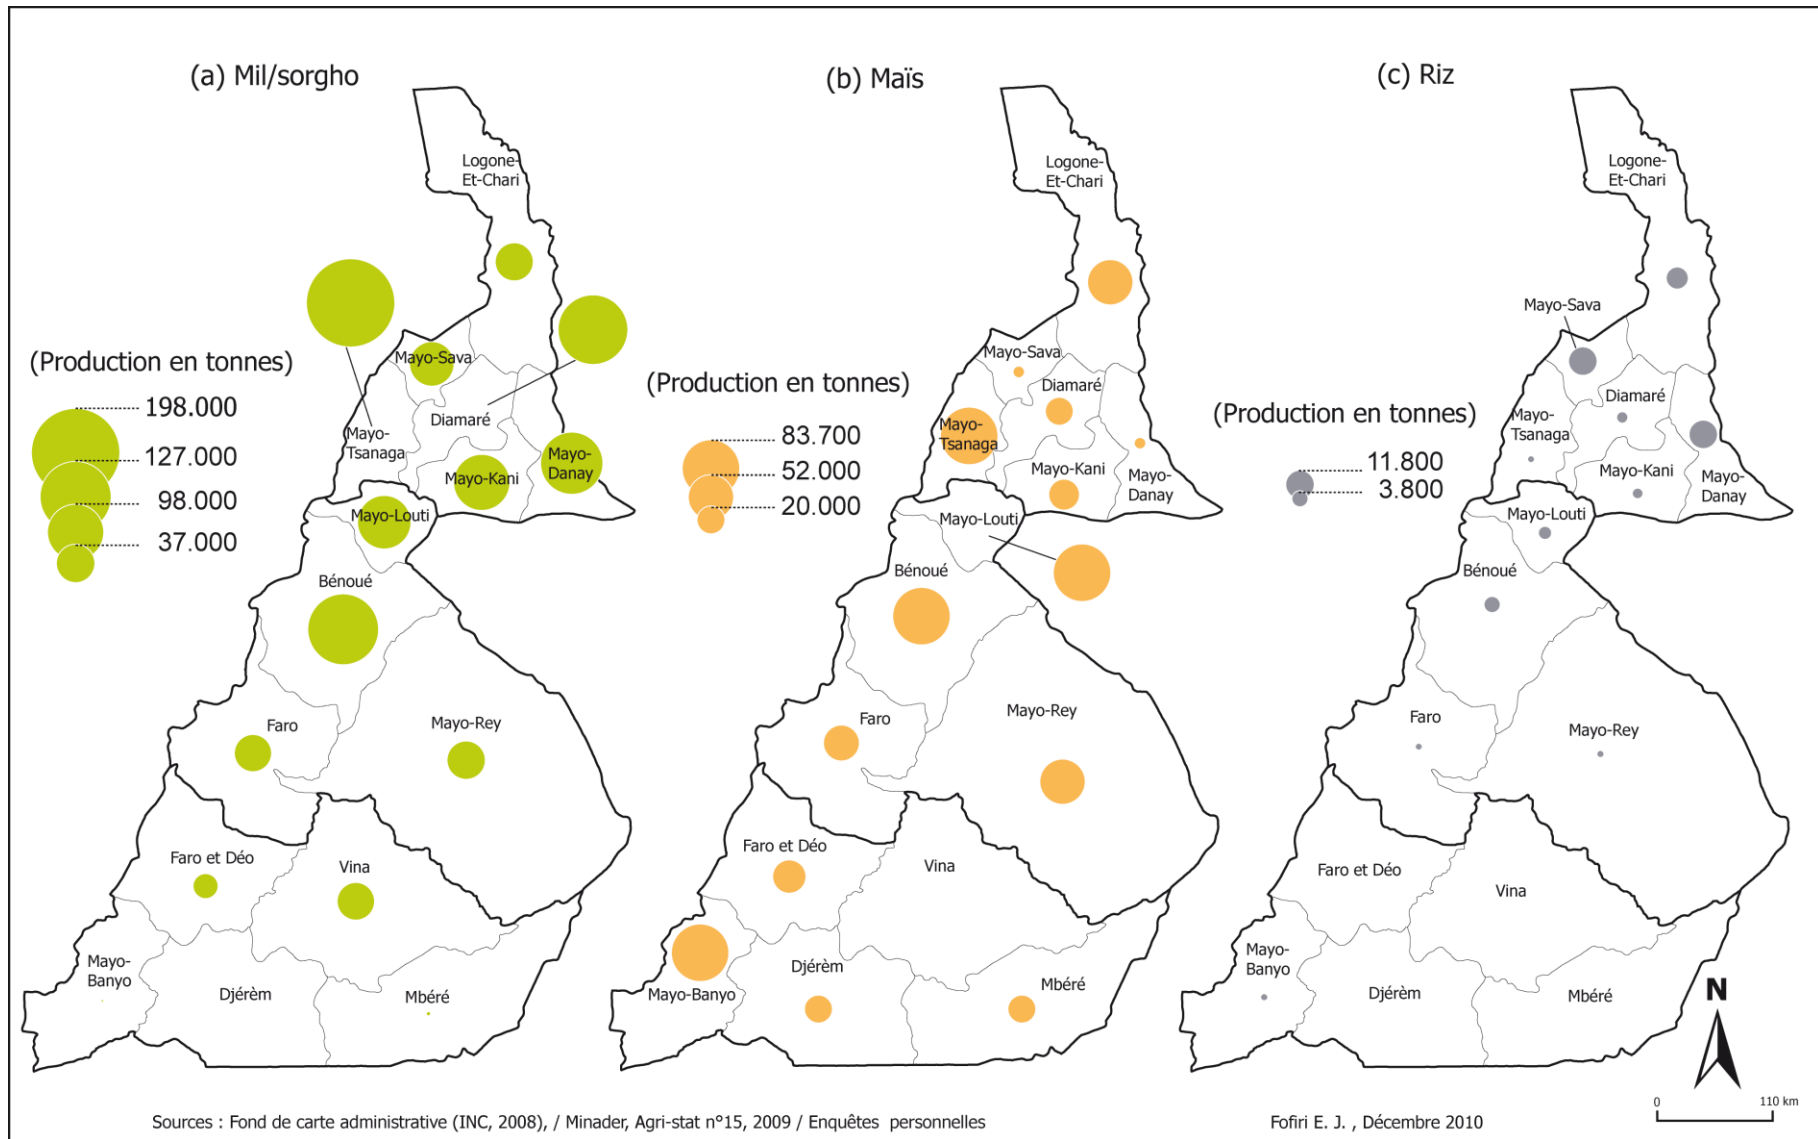 (a) Mil/sorgho
Logone-
Et-Chari
Mayo-Sava
Diamaré
Mayo-
Tsanaga
Mayo-
Danay
Mayo-Kani
Mayo-Louti
Bénoué
Faro
Mayo-Rey
Faro et Déo
Vina
Mayo-
Banyo
Djérèm
Mbéré
(Production en tonnes)
198.000
127.000
98.000
37.000
(b) Maïs
Logone-
Et-Chari
Mayo-Sava
Diamaré
Mayo-
Tsanaga
Mayo-Kani
Mayo-
Danay
Mayo-Louti
Bénoué
Faro
Mayo-Rey
Faro et Déo
Vina
Mayo-Banyo
Djérèm
Mbéré
(Production en tonnes)
83.700
52.000
20.000
(c) Riz
Logone-
Et-Chari
Mayo-Sava
Diamaré
Mayo-
Tsanaga
Mayo-Kani
Mayo-
Danay
Mayo-Louti
Bénoué
Faro
Mayo-Rey
Faro et Déo
Vina
Mayo-
Banyo
Djérèm
Mbéré
(Production en tonnes)
11.800
3.800
N
0 110 km
Sources : Fond de carte administrative (INC, 2008), / Minader, Agri-stat n°15, 2009 / Enquêtes personnelles
Fofiri E. J. , Décembre 2010